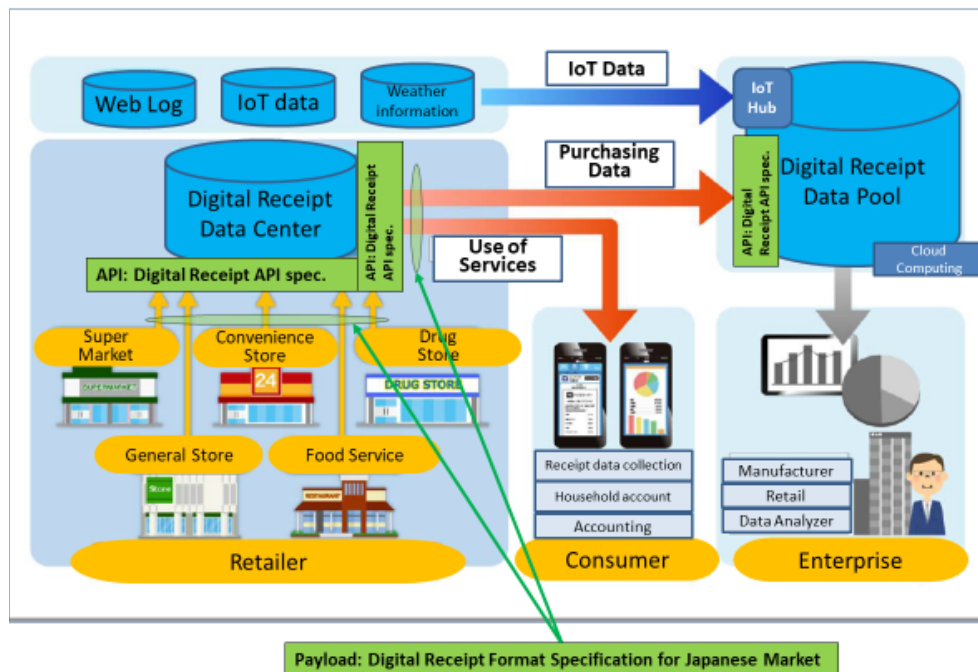 Web Log
IoT data
Weather
information
IoT Data
IoT
Hub
Digital Receipt
Data Center
API: Digital Receipt
API spec.
Purchasing
Data
API: Digital
Receipt API spec.
Digital Receipt
Data Pool
Use of
Services
API: Digital Receipt API spec.
Cloud
Computing
Super
Market
Convenience
Store
Drug
Store
SUPERMARKET
24
DRUG STORE
General Store
Food Service
Store
RESTAURANT
Receipt data collection
Household account
Accounting
Manufacturer
Retail
Data Analyzer
Retailer
Consumer
Enterprise
Payload: Digital Receipt Format Specification for Japanese Market